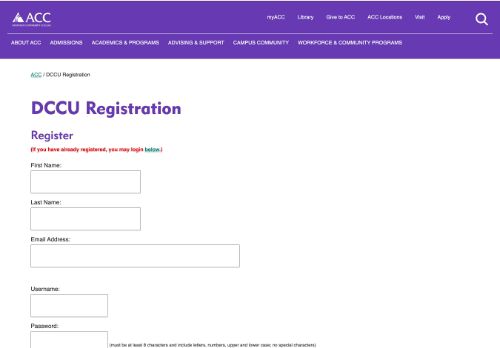 myACC Library Give to ACC ACC Locations Visit Apply
ACC
ABOUT ACC ADMISSIONS ACADEMICS & PROGRAMS ADVISING & SUPPORT CAMPUS COMMUNITY WORKFORCE & COMMUNITY PROGRAMS
ACC / DCCU Registration
DCCU Registration
Register
(If you have already registered, you may login below.)
First Name:
Last Name:
Email Address:
Username:
Password:
(must be at least 8 characters and include letters, numbers, upper and lower case; no special characters)